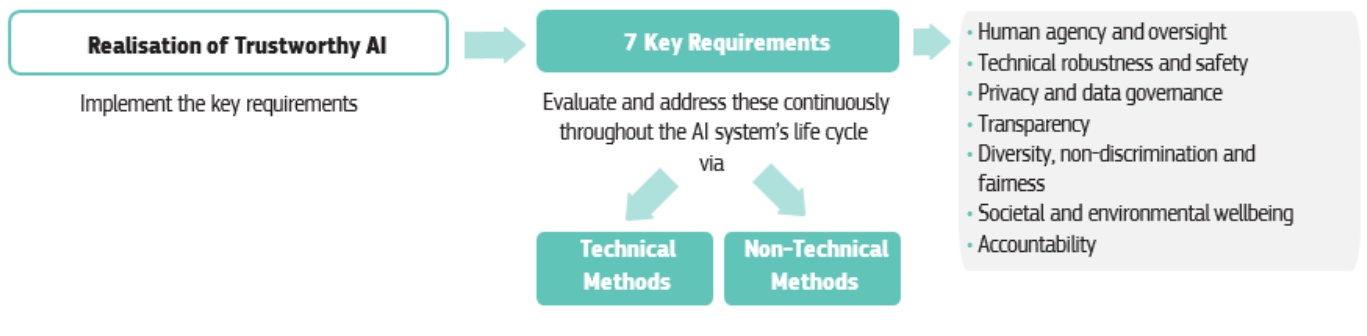 Realisation of Trustworthy AI
Implement the key requirements
7 Key Requirements
Evaluate and address these continuously
throughout the AI system's life cycle
via
Technical
Methods
Non-Technical
Methods
• Human agency and oversight
• Technical robustness and safety
• Privacy and data governance
• Transparency
• Diversity, non-discrimination and
fairness
• Societal and environmental wellbeing
• Accountability